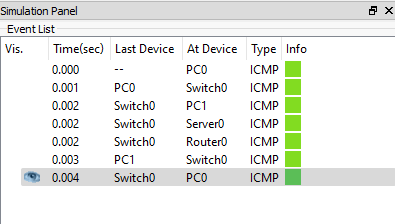 Simulation Panel
Event List
Vis. Time(sec) Last Device At Device Type Info
0.000 -- PC0 ICMP
0.001 PC0 Switch0 ICMP
0.002 Switch0 PC1 ICMP
0.002 Switch0 Server0 ICMP
0.002 Switch0 Router0 ICMP
0.003 PC1 Switch0 ICMP
0.004 Switch0 PC0 ICMP